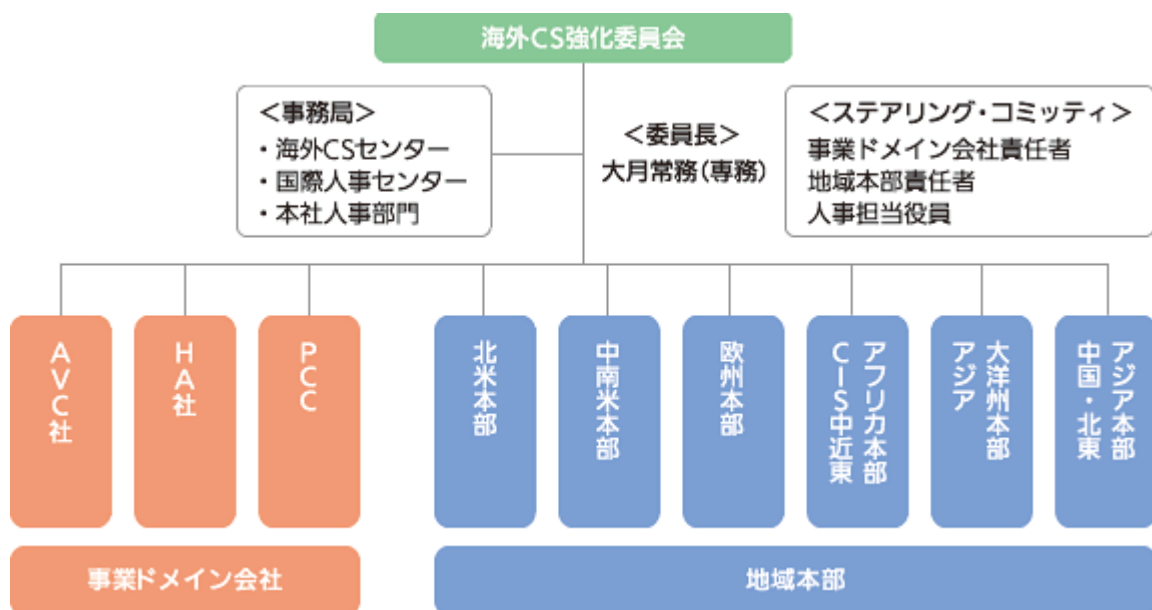 海外CS強化委員会
＜事務局＞
・海外CSセンター
・国際人事センター
・本社人事部門
＜委員長＞
大月常務(専務)
＜ステアリング・コミッティ＞
事業ドメイン会社責任者
地域本部責任者
人事担当役員
AVC社
HA社
PCC
北米本部
中南米本部
欧州本部
アフリカ本部
CIS中近東
大洋州本部
アジア
アジア本部
中国・北東
事業ドメイン会社
地域本部